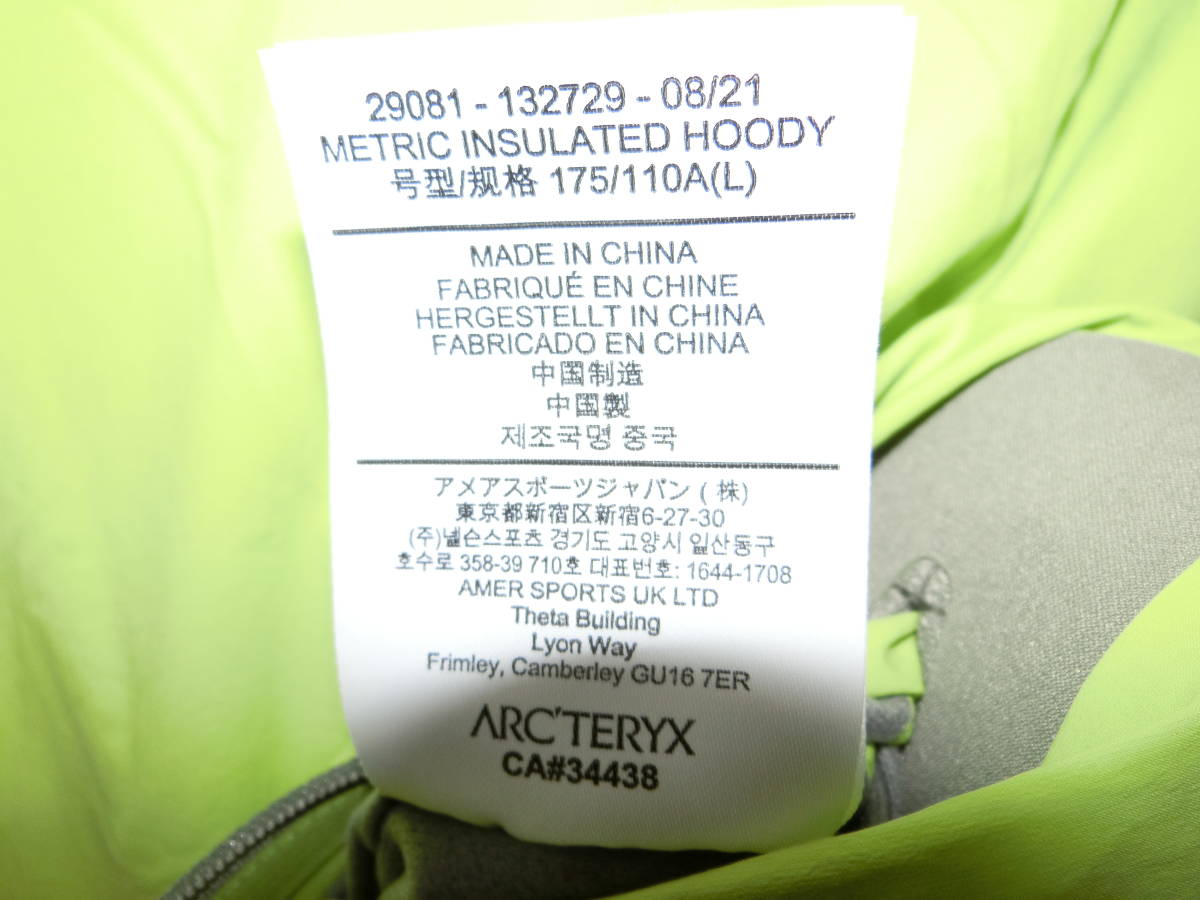 29081 - 132729 - 08/21
METRIC INSULATED HOODY
号型/规格 175/110A(L)
MADE IN CHINA
FABRIQUÉ EN CHINE
HERGESTELLT IN CHINA
FABRICADO EN CHINA
中国制造
中国製
제조국명 중국
アメアスポーツジャパン ( 株)
東京都新宿区新宿6-27-30
(주)넬슨스포츠 경기도 고양시 일산동구
호수로 358-39 710호 대표번호: 1644-1708
AMER SPORTS UK LTD
Theta Building
Lyon Way
Frimley, Camberley GU16 7ER
ARC'TERYX
CA#34438